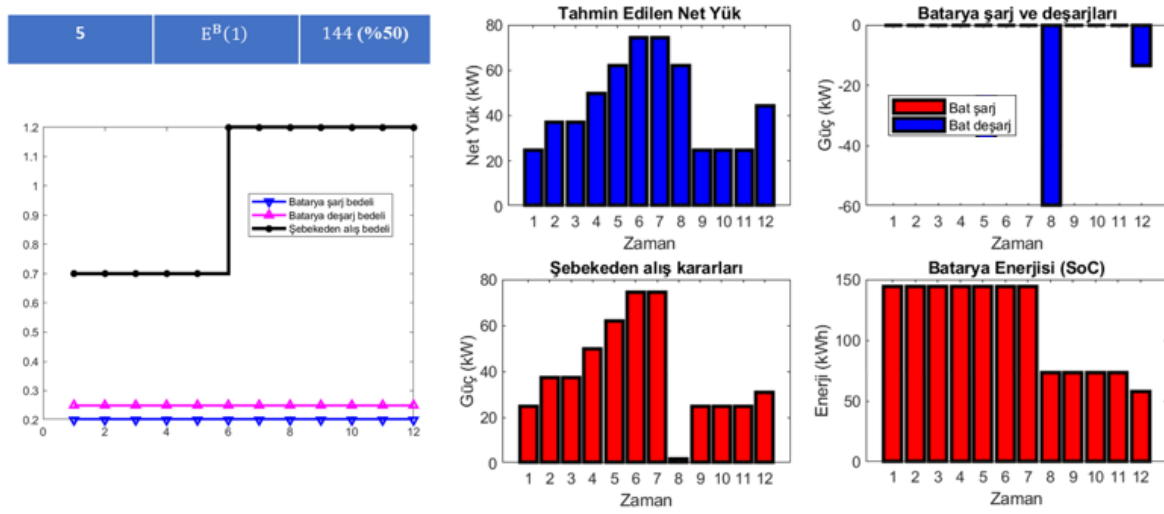 5 E^B(1) 144 (%50)
1.2
1.1
1
0.9
0.8
0.7
0.6
0.5
0.4
0.3
0.2
0 2 4 6 8 10 12
Batarya şarj bedeli
Batarya deşarj bedeli
Şebekeden alış bedeli
Tahmin Edilen Net Yük
Net Yük (kW)
80
60
40
20
0
1 2 3 4 5 6 7 8 9 10 11 12
Zaman
Batarya şarj ve deşarjları
Güç (kW)
0
-20
-40
-60
Bat şarj
Bat deşarj
1 2 3 4 5 6 7 8 9 10 11 12
Zaman
Şebekeden alış kararları
Güç (kW)
80
60
40
20
0
1 2 3 4 5 6 7 8 9 10 11 12
Zaman
Batarya Enerjisi (SoC)
Enerji (kWh)
150
100
50
0
1 2 3 4 5 6 7 8 9 10 11 12
Zaman